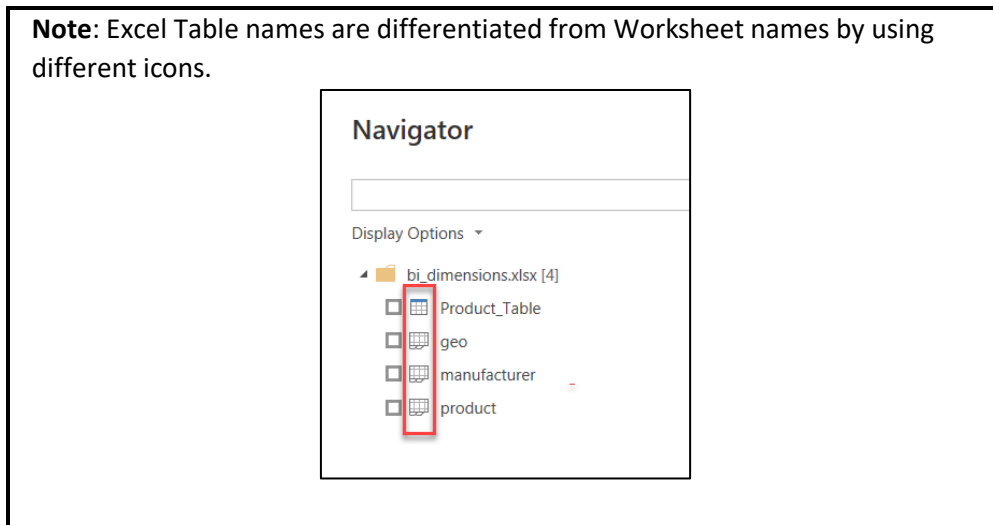 Note: Excel Table names are differentiated from Worksheet names by using
different icons.
Navigator
Display Options
bi_dimensions.xlsx [4]
Product_Table
geo
manufacturer
product